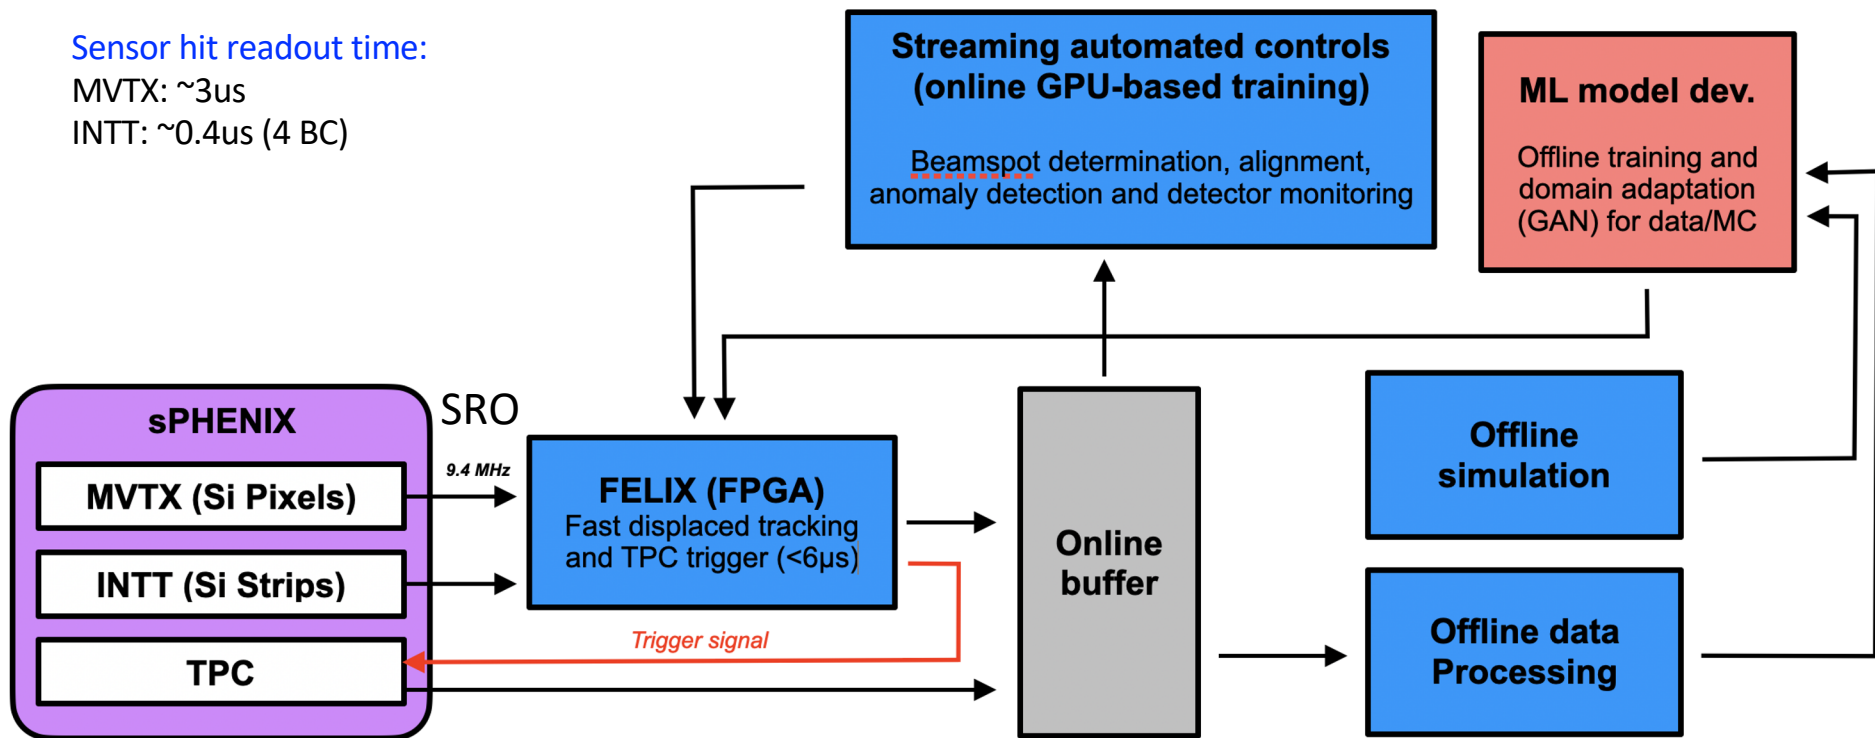 Sensor hit readout time:
MVTX: ~3us
INTT: ~0.4us (4 BC)
Streaming automated controls
(online GPU-based training)
Beamspot determination, alignment,
anomaly detection and detector monitoring
ML model dev.
Offline training and
domain adaptation
(GAN) for data/MC
sPHENIX
SRO
MVTX (Si Pixels)
9.4 MHz
INTT (Si Strips)
TPC
FELIX (FPGA)
Fast displaced tracking
and TPC trigger (<6μs)
Trigger signal
Online
buffer
Offline
simulation
Offline data
Processing